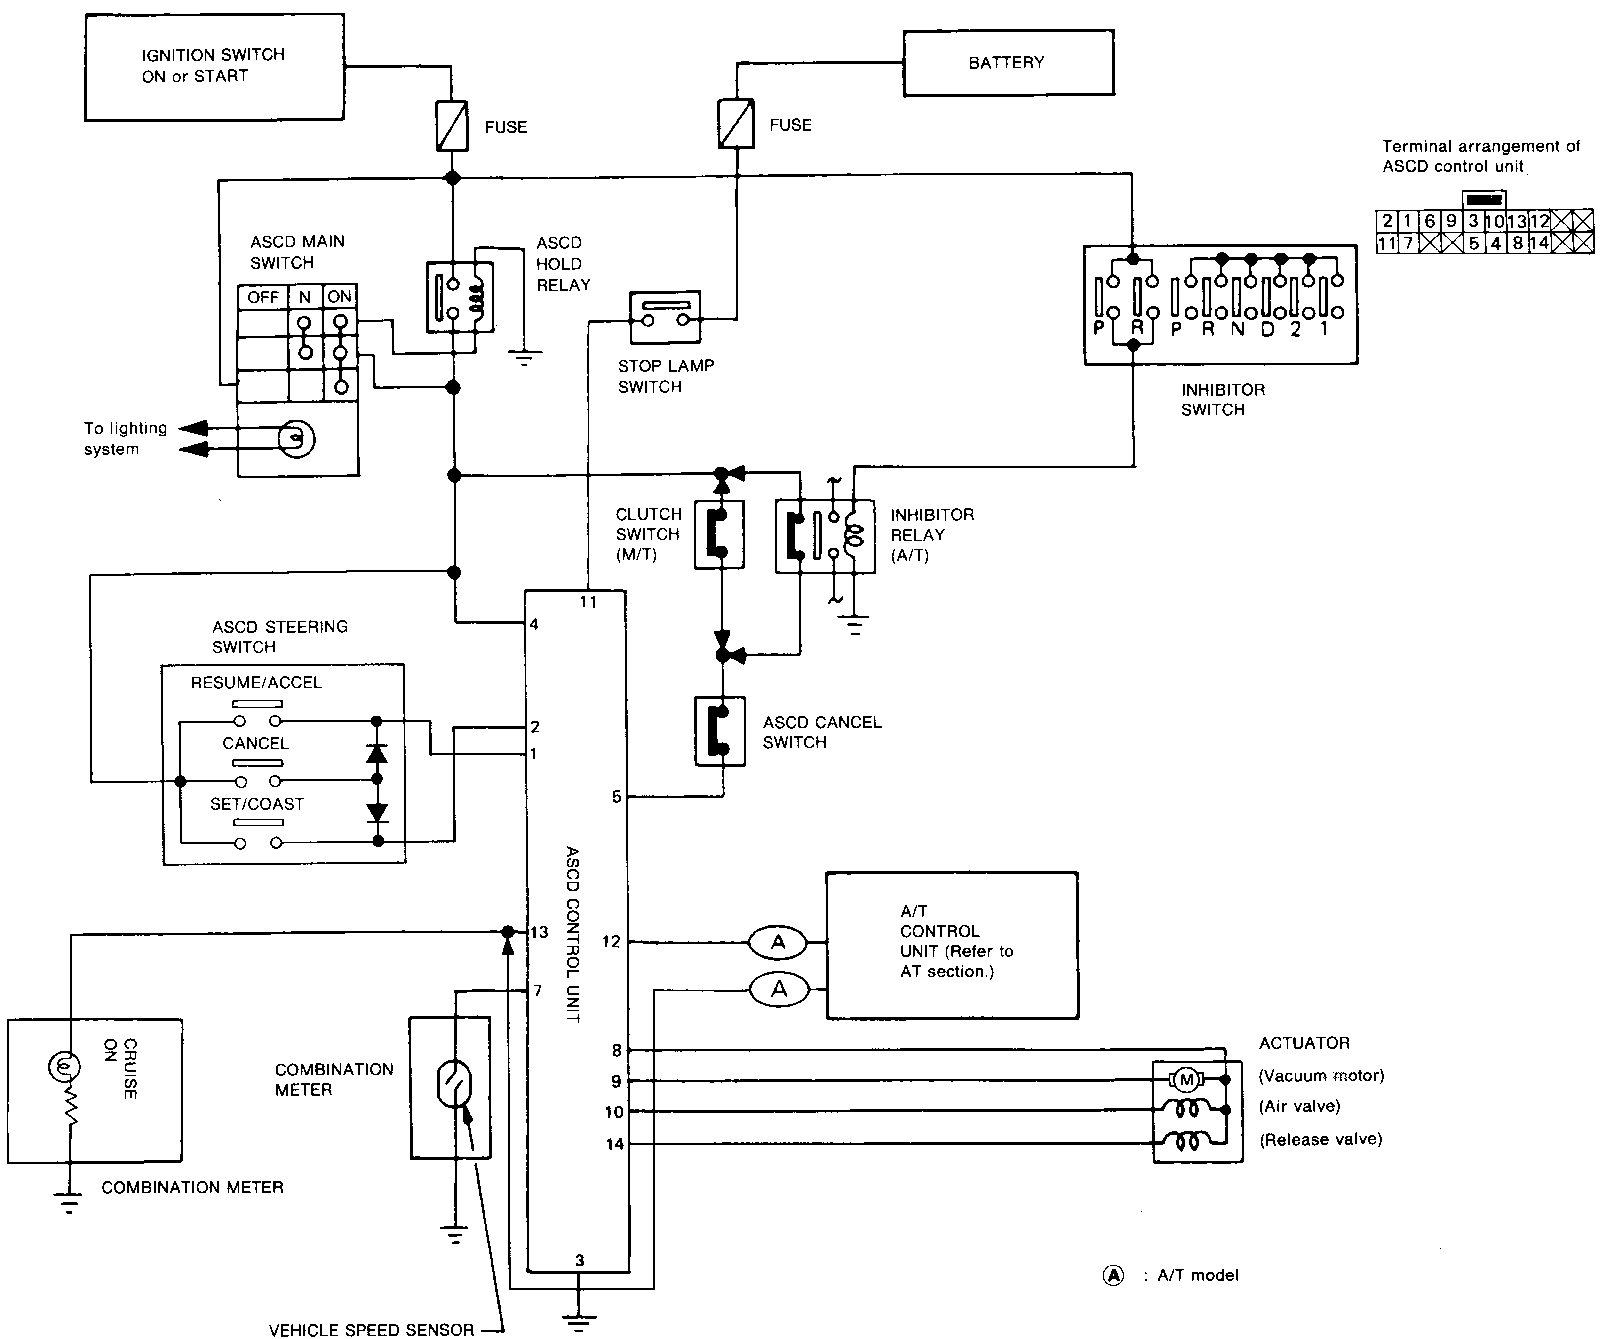 IGNITION SWITCH
ON or START
FUSE
BATTERY
FUSE
Terminal arrangement of
ASCD control unit
2 1 6 9 3 10 13 12
11 7 5 4 8 14
ASCD MAIN
SWITCH
OFF N ON
ASCD
HOLD
RELAY
STOP LAMP
SWITCH
P R P R N D 2 1
INHIBITOR
SWITCH
To lighting
system
CLUTCH
SWITCH
(M/T)
INHIBITOR
RELAY
(A/T)
11
4
ASCD STEERING
SWITCH
RESUME/ACCEL
CANCEL
SET/COAST
2
1
5
ASCD CANCEL
SWITCH
ASCD CONTROL UNIT
13
7
12
A
A
A/T
CONTROL
UNIT (Refer to
AT section.)
8
9
10
14
ACTUATOR
(Vacuum motor)
M
(Air valve)
(Release valve)
CRUISE
ON
COMBINATION METER
COMBINATION
METER
3
VEHICLE SPEED SENSOR
A : A/T model